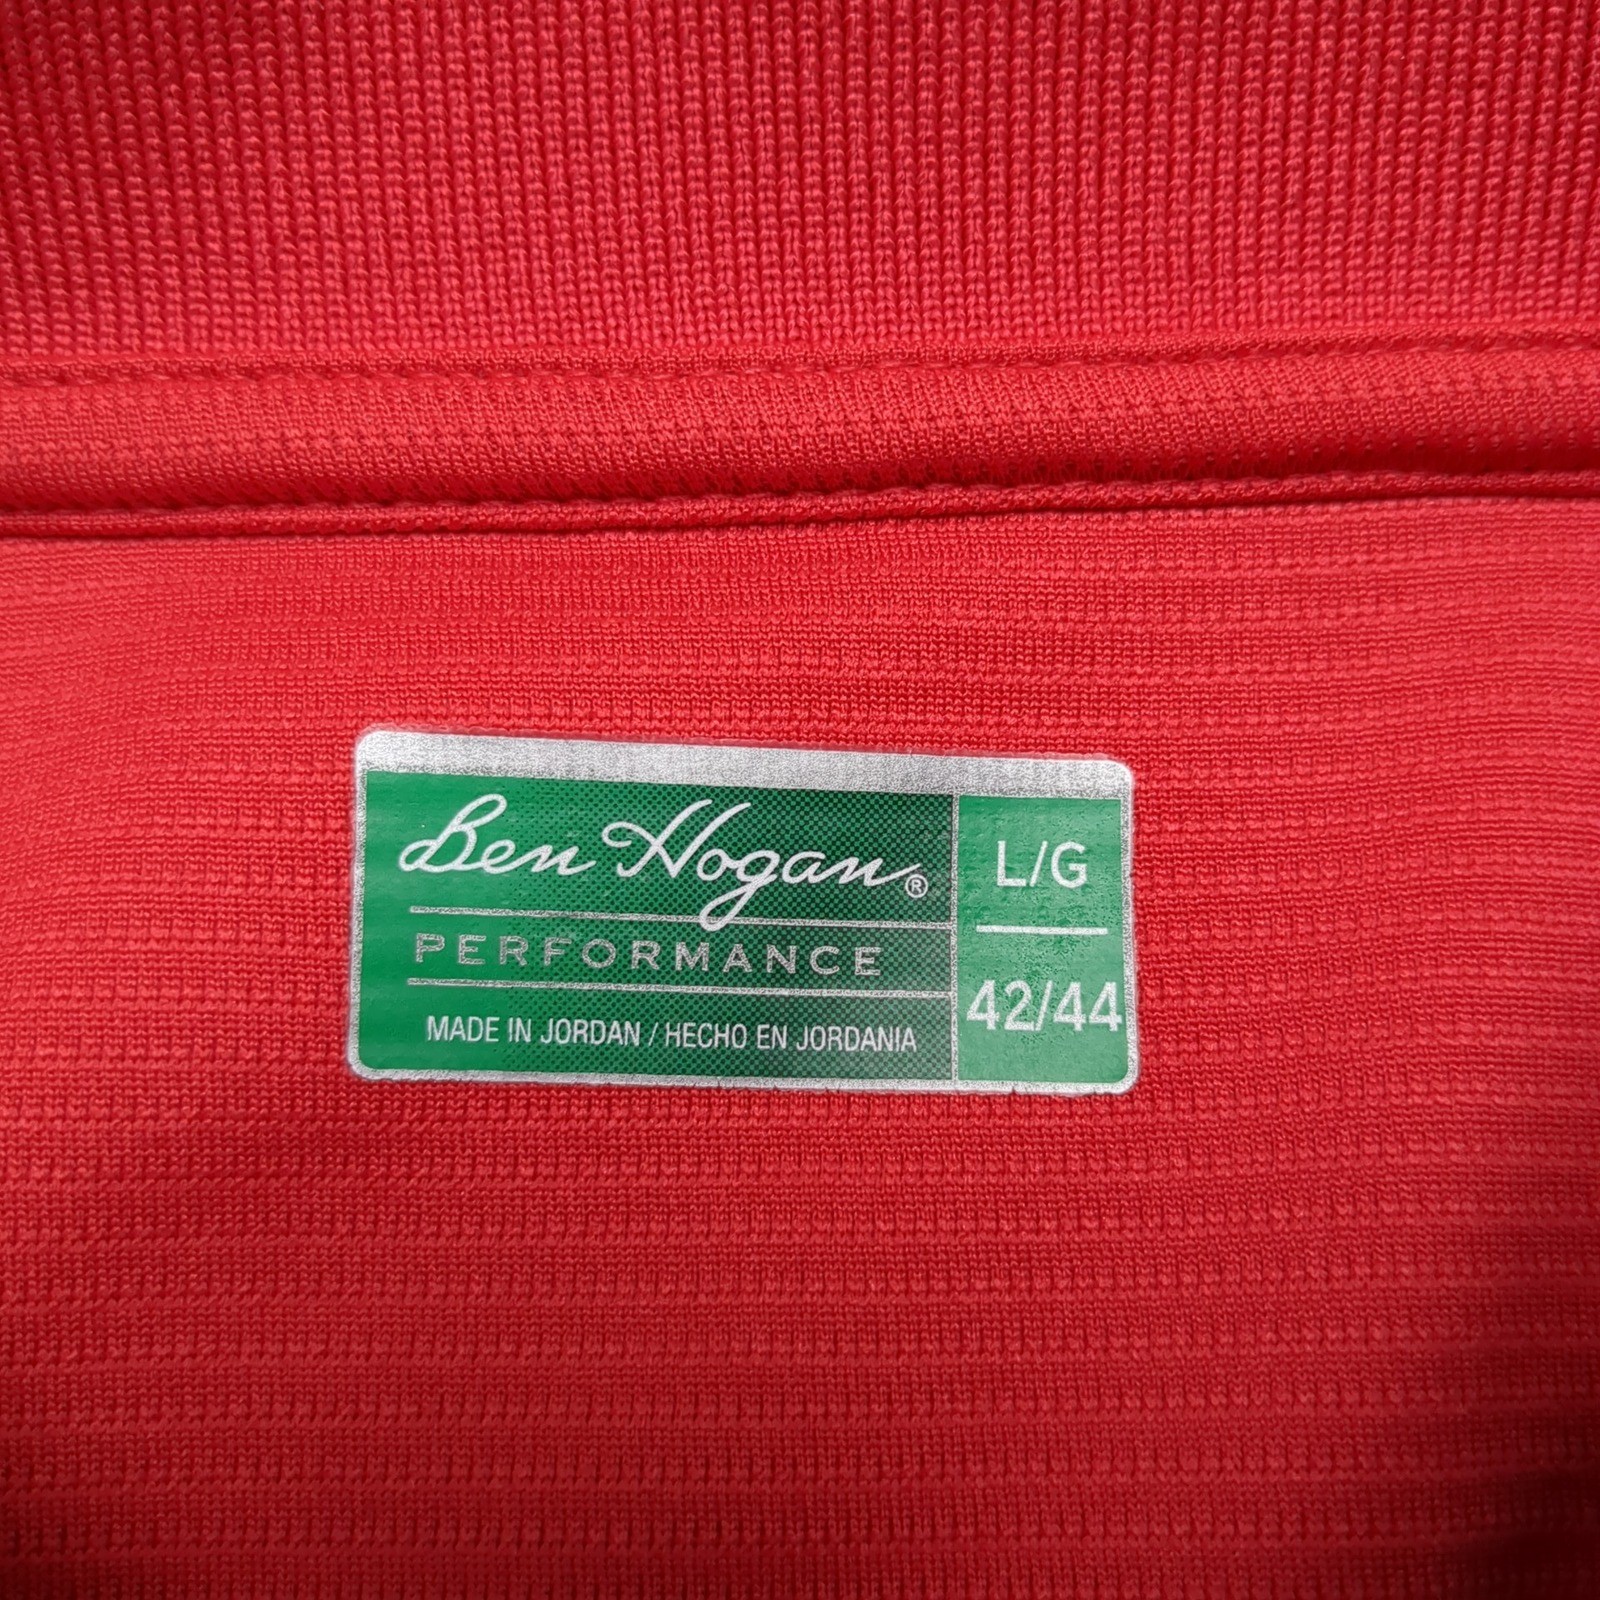 Ben Hogan®
PERFORMANCE
MADE IN JORDAN / HECHO EN JORDANIA
L/G
42/44